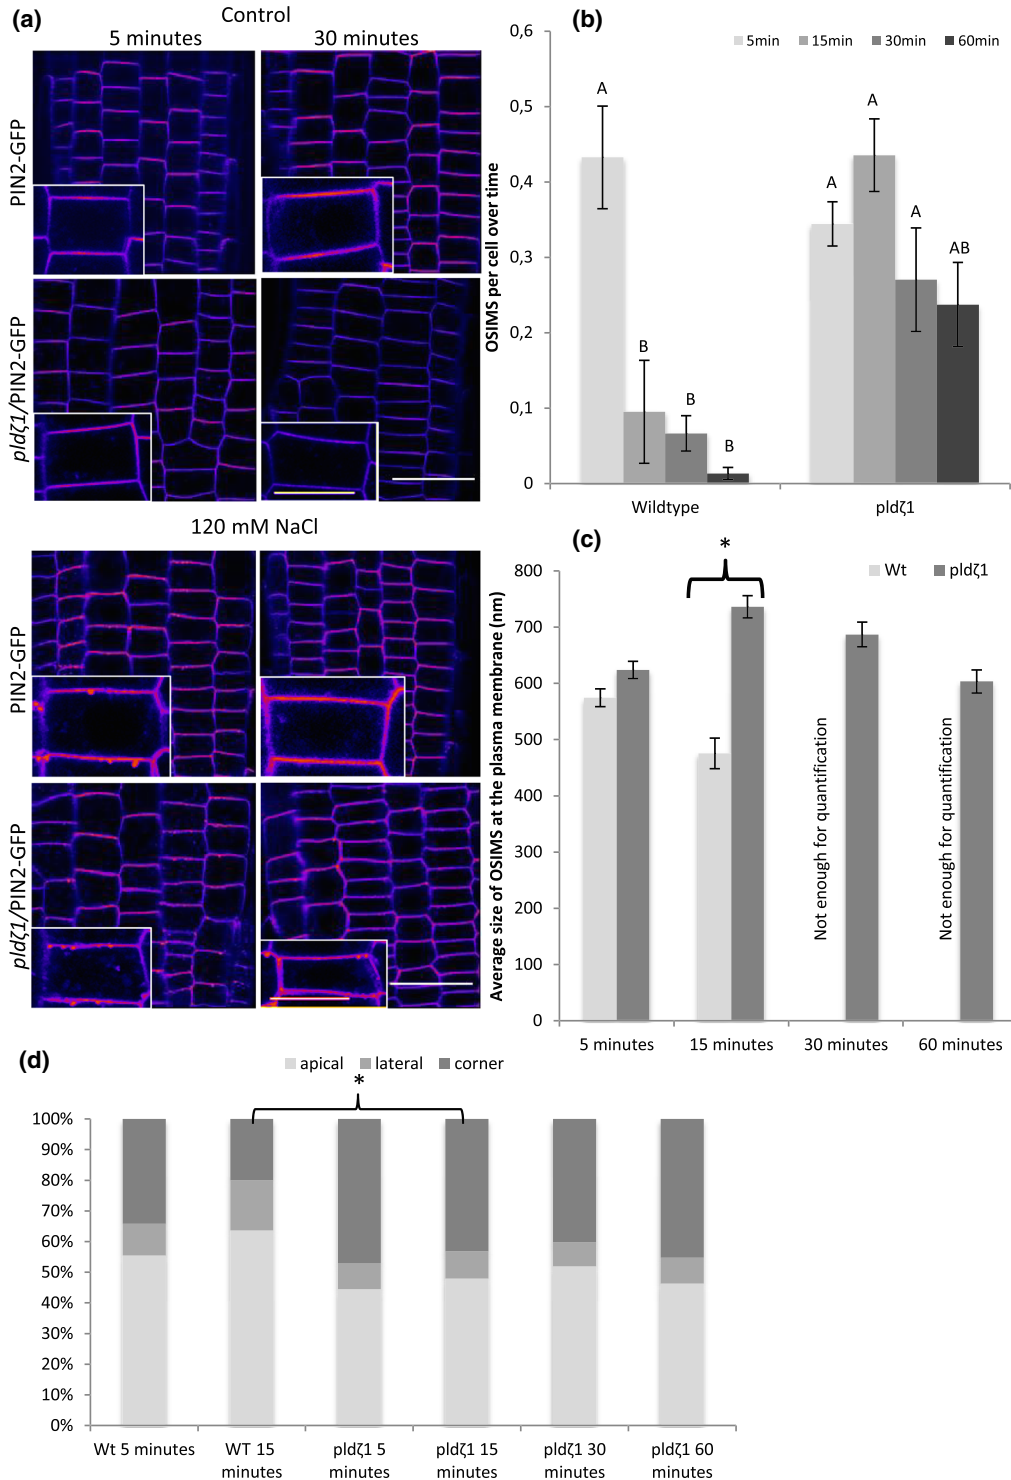 (a)
Control
5 minutes
30 minutes
PIN2-GFP
pldζ1/PIN2-GFP
120 mM NaCl
PIN2-GFP
pldζ1/PIN2-GFP
(b)
OSIMS per cell over time
0,6
0,5
0,4
0,3
0,2
0,1
0
5min
15min
30min
60min
A
B
B
B
A
A
A
AB
Wildtype
pldζ1
(c)
Average size of OSIMS at the plasma membrane (nm)
800
700
600
500
400
300
200
100
0
*
Wt
pldζ1
Not enough for quantification
Not enough for quantification
5 minutes
15 minutes
30 minutes
60 minutes
(d)
apical
lateral
corner
*
100%
90%
80%
70%
60%
50%
40%
30%
20%
10%
0%
Wt 5 minutes
WT 15
minutes
pldζ1 5
minutes
pldζ1 15
minutes
pldζ1 30
minutes
pldζ1 60
minutes